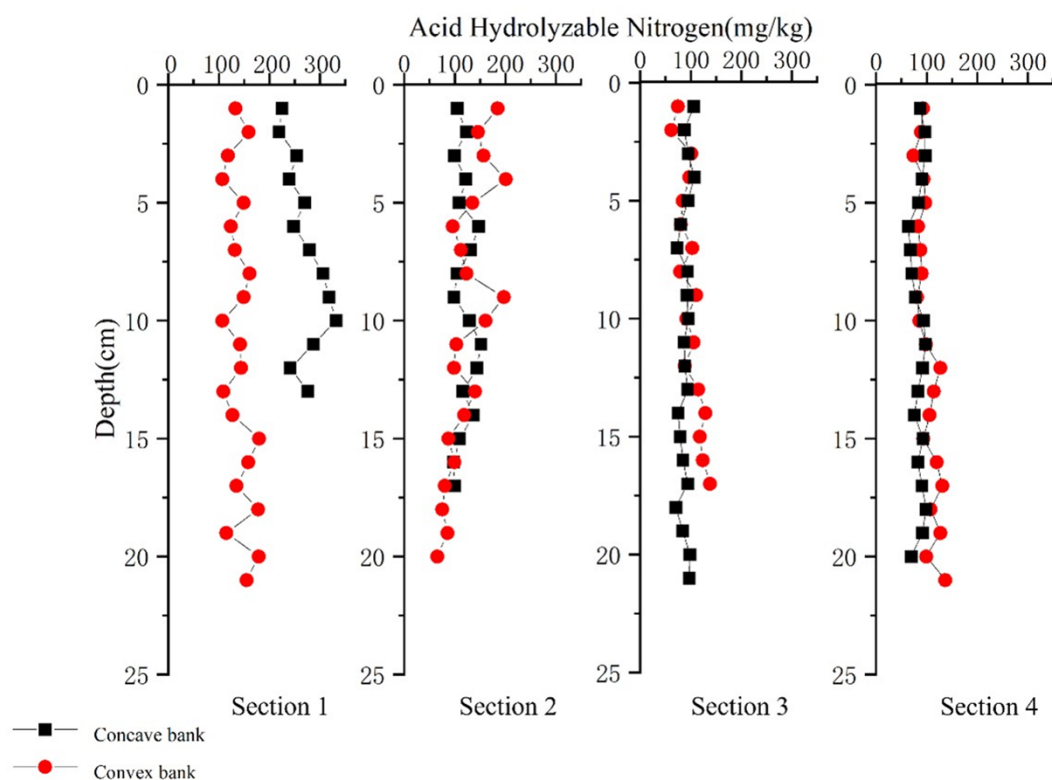 Acid Hydrolyzable Nitrogen(mg/kg)
0 100 200 300 0 100 200 300 0 100 200 300 0 100 200 300
0 0 0 0
5 5 5 5
10 10 10 10
15 15 15 15
20 20 20 20
25 25 25 25
Depth(cm)
Section 1 Section 2 Section 3 Section 4
Concave bank
Convex bank